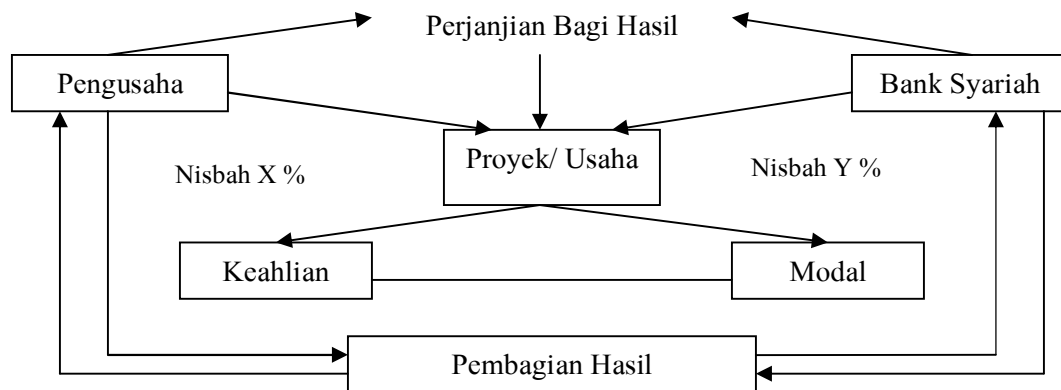 Perjanjian Bagi Hasil
Pengusaha
Bank Syariah
Proyek/ Usaha
Nisbah X %
Nisbah Y %
Keahlian
Modal
Pembagian Hasil